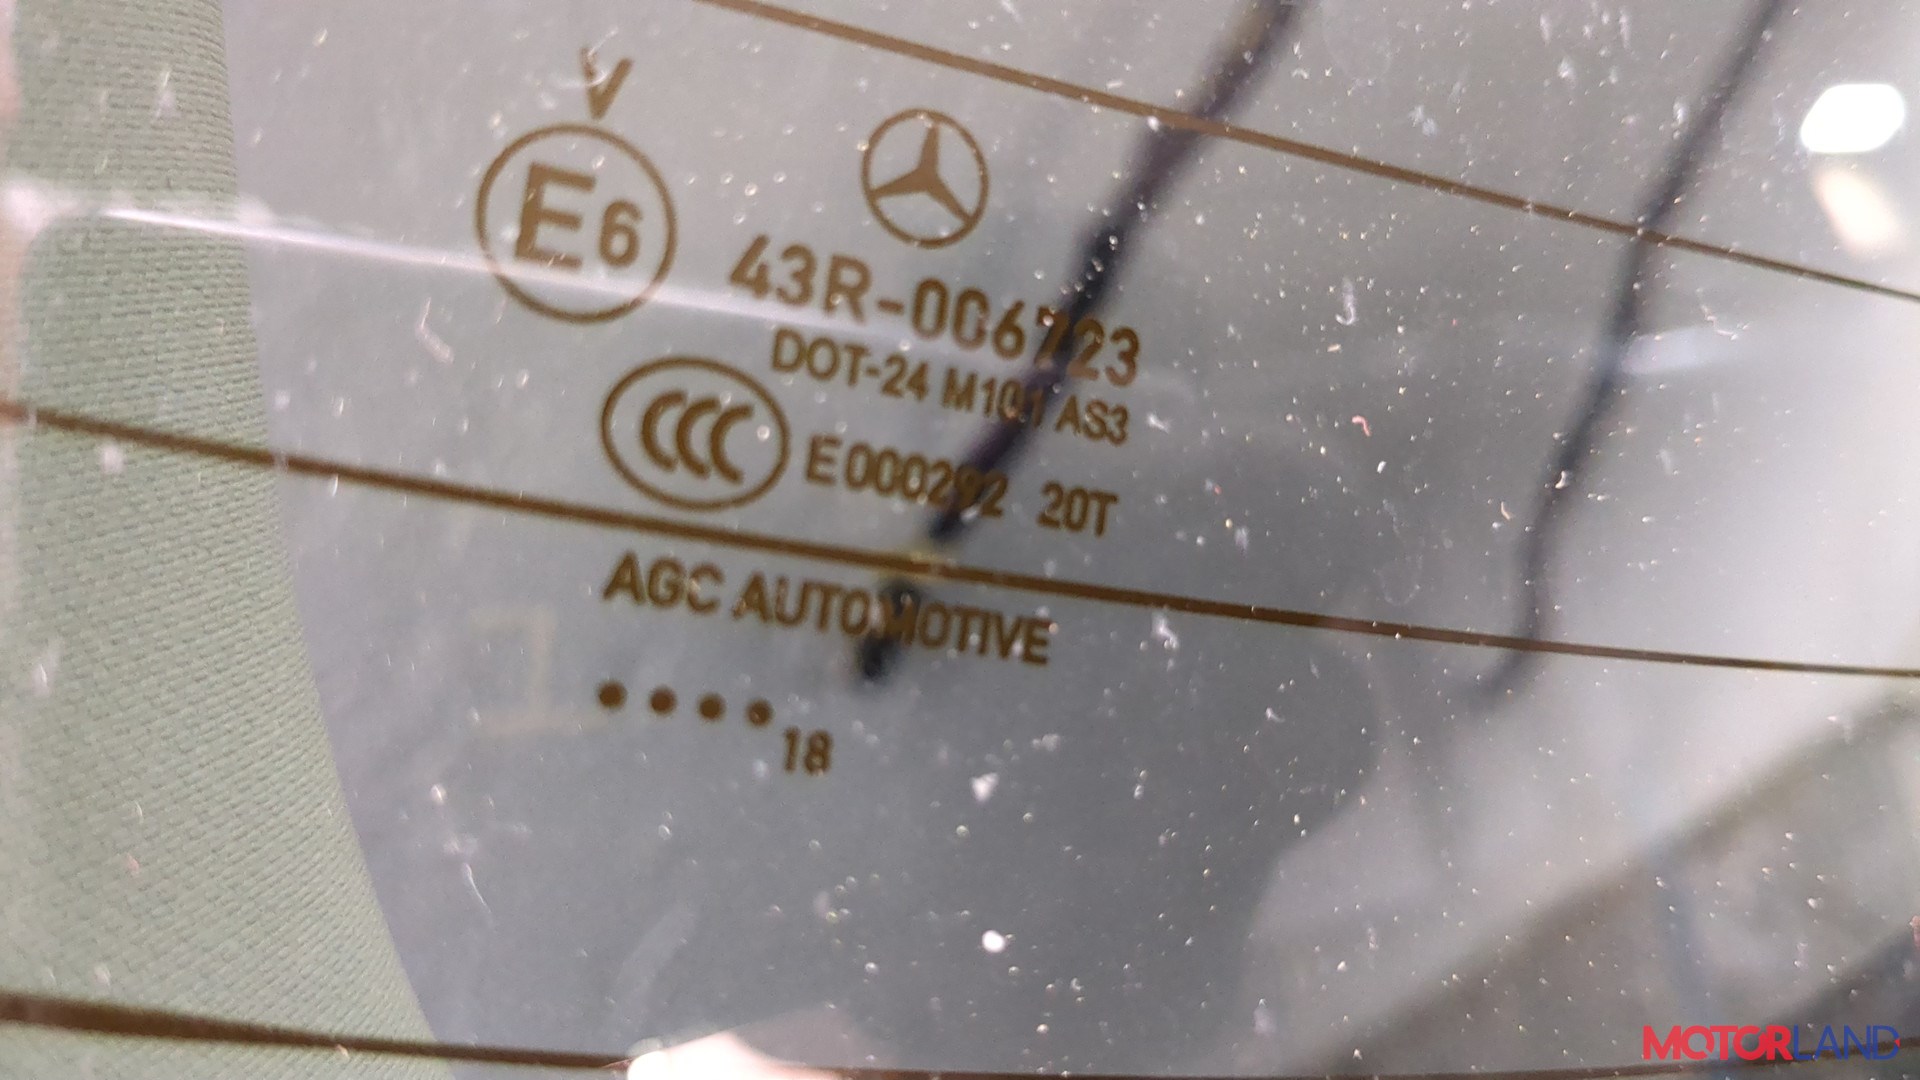 V
E6
43R-006723
DOT-24 M101 AS3
CCC E000292 20T
AGC AUTOMOTIVE
•••• 18
MOTORLAND